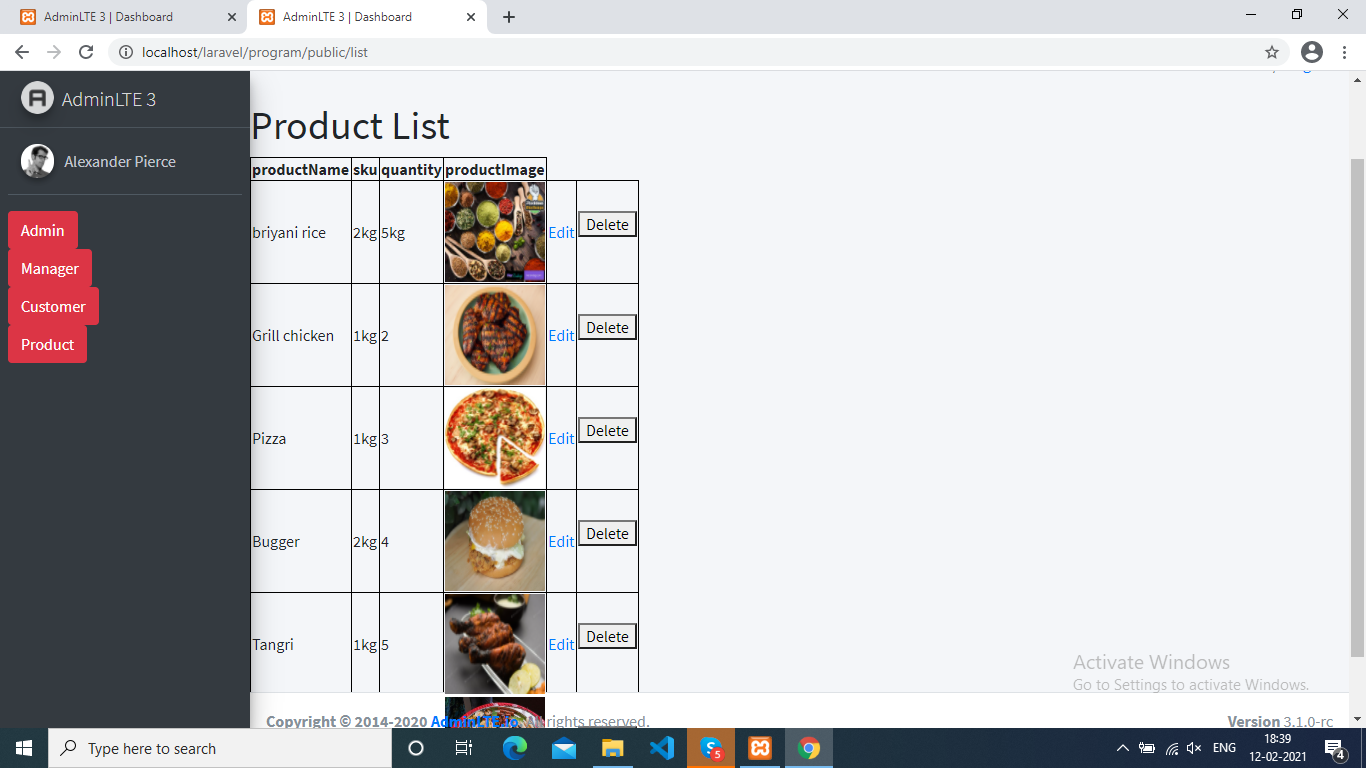 AdminLTE 3 | Dashboard
AdminLTE 3 | Dashboard
localhost/laravel/program/public/list
AdminLTE 3
Alexander Pierce
Admin
Manager
Customer
Product
Product List
productName sku quantity productImage
briyani rice 2kg 5kg Edit Delete
Grill chicken 1kg 2 Edit Delete
Pizza 1kg 3 Edit Delete
Bugger 2kg 4 Edit Delete
Tangri 1kg 5 Edit Delete
Activate Windows
Go to Settings to activate Windows.
Copyright © 2014-2020 AdminLTE.io. All rights reserved.
Version 3.1.0-rc
Type here to search
5
ENG
18:39
12-02-2021
4